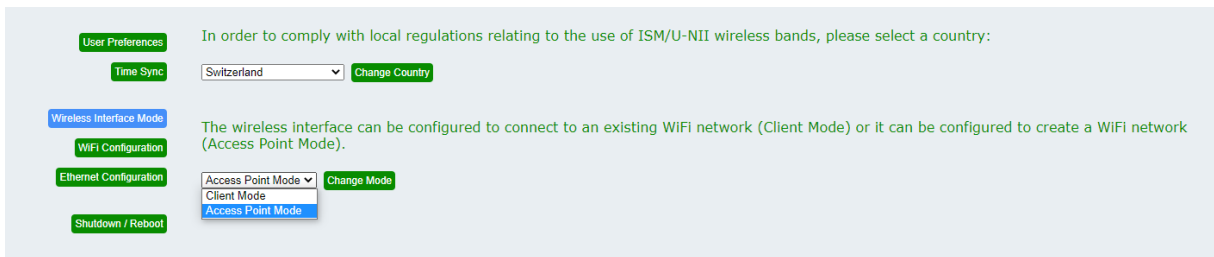 User Preferences
Time Sync
Wireless Interface Mode
WiFi Configuration
Ethernet Configuration
Shutdown / Reboot
In order to comply with local regulations relating to the use of ISM/U-NII wireless bands, please select a country:
Switzerland
Change Country
The wireless interface can be configured to connect to an existing WiFi network (Client Mode) or it can be configured to create a WiFi network
(Access Point Mode).
Access Point Mode
Change Mode
Client Mode
Access Point Mode